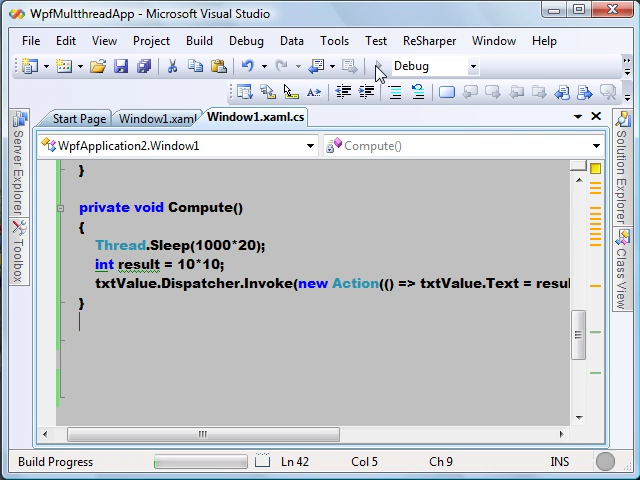 WpfMultthreadApp - Microsoft Visual Studio
File Edit View Project Build Debug Data Tools Test ReSharper Window Help
Debug
Start Page Window1.xaml Window1.xaml.cs
WpfApplication2.Window1 Compute()
}
private void Compute()
{
Thread.Sleep(1000*20);
int result = 10*10;
txtValue.Dispatcher.Invoke(new Action(() => txtValue.Text = resul
}
Server Explorer
Toolbox
Solution Explorer
Class View
Build Progress Ln 42 Col 5 Ch 9 INS